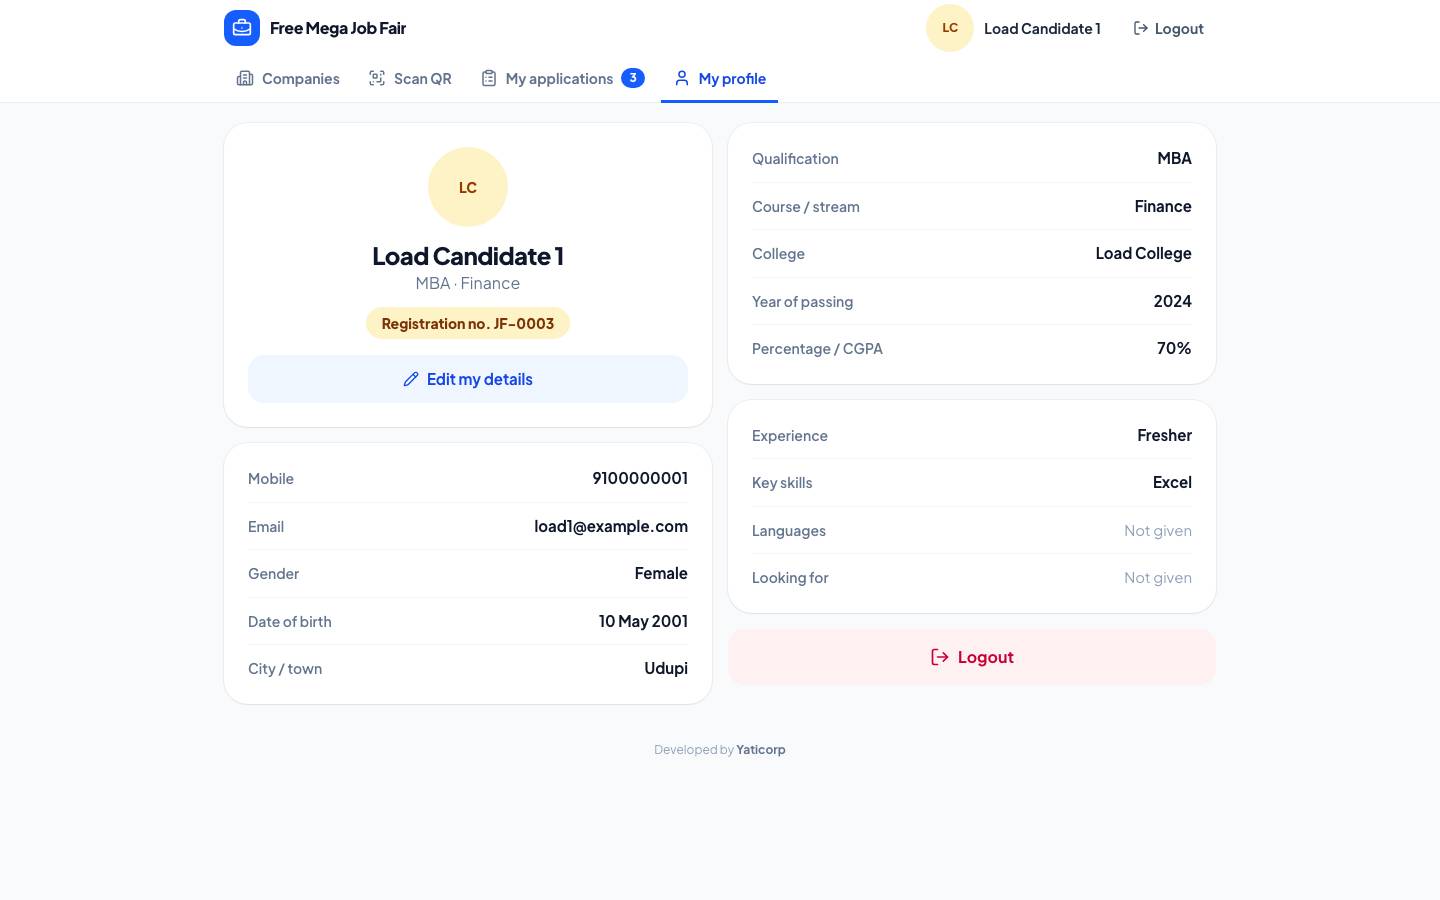 Free Mega Job Fair
LC
Load Candidate 1
Logout
Companies
Scan QR
My applications 3
My profile
LC
Load Candidate 1
MBA · Finance
Registration no. JF-0003
Edit my details
Mobile 9100000001
Email load1@example.com
Gender Female
Date of birth 10 May 2001
City / town Udupi
Qualification MBA
Course / stream Finance
College Load College
Year of passing 2024
Percentage / CGPA 70%
Experience Fresher
Key skills Excel
Languages Not given
Looking for Not given
Logout
Developed by Yaticorp